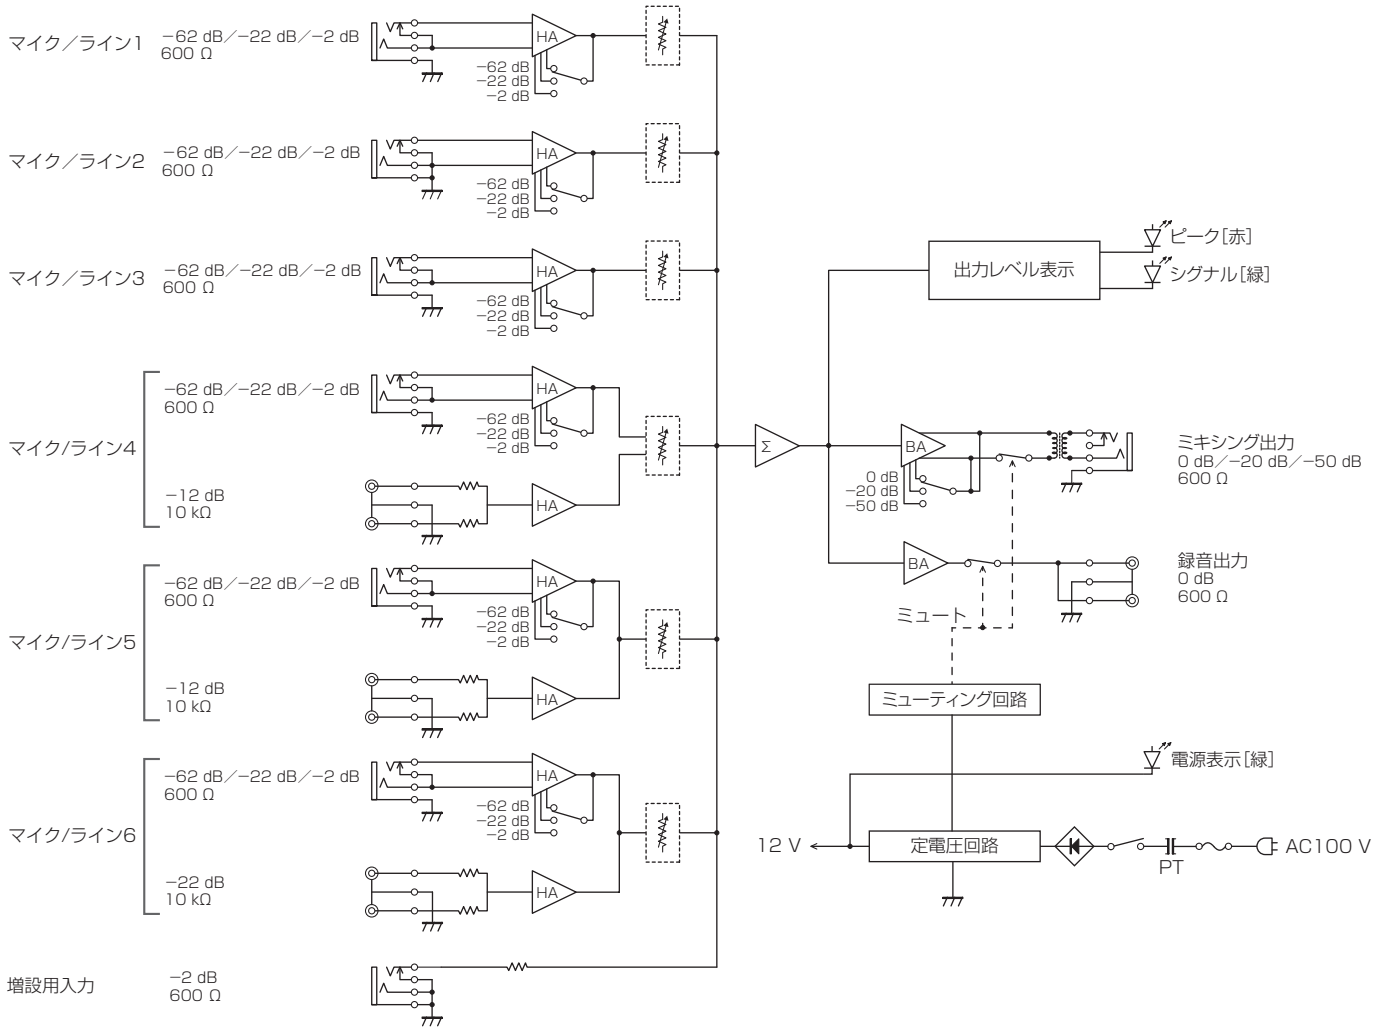 マイク／ライン1
−62 dB／−22 dB／−2 dB
600 Ω
HA
−62 dB
−22 dB
−2 dB
マイク／ライン2
−62 dB／−22 dB／−2 dB
600 Ω
HA
−62 dB
−22 dB
−2 dB
マイク／ライン3
−62 dB／−22 dB／−2 dB
600 Ω
HA
−62 dB
−22 dB
−2 dB
マイク/ライン4
−62 dB／−22 dB／−2 dB
600 Ω
HA
−62 dB
−22 dB
−2 dB
−12 dB
10 kΩ
HA
マイク/ライン5
−62 dB／−22 dB／−2 dB
600 Ω
HA
−62 dB
−22 dB
−2 dB
−12 dB
10 kΩ
HA
マイク/ライン6
−62 dB／−22 dB／−2 dB
600 Ω
HA
−62 dB
−22 dB
−2 dB
−22 dB
10 kΩ
HA
増設用入力
−2 dB
600 Ω
Σ
出力レベル表示
ピーク[赤]
シグナル[緑]
BA
0 dB
−20 dB
−50 dB
ミキシング出力
0 dB／−20 dB／−50 dB
600 Ω
BA
録音出力
0 dB
600 Ω
ミュート
ミューティング回路
電源表示[緑]
12 V
定電圧回路
PT
AC100 V